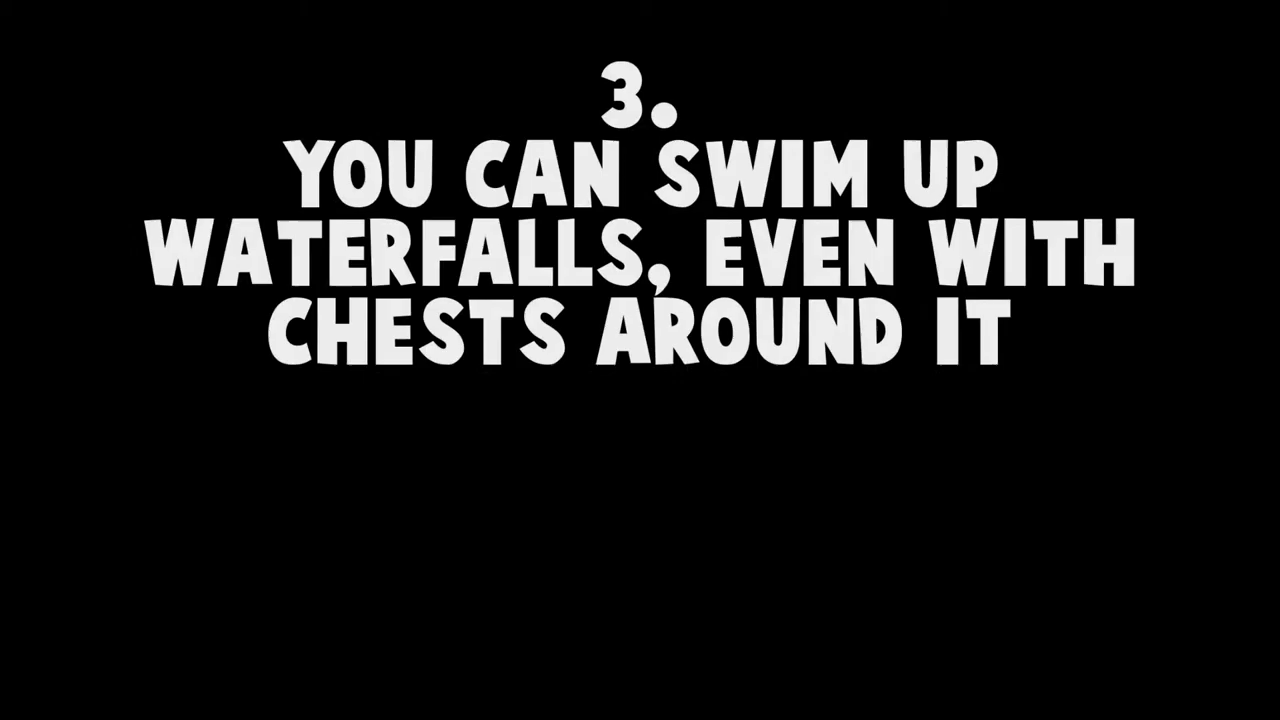 3.
YOU CAN SWIM UP
WATERFALLS, EVEN WITH
CHESTS AROUND IT